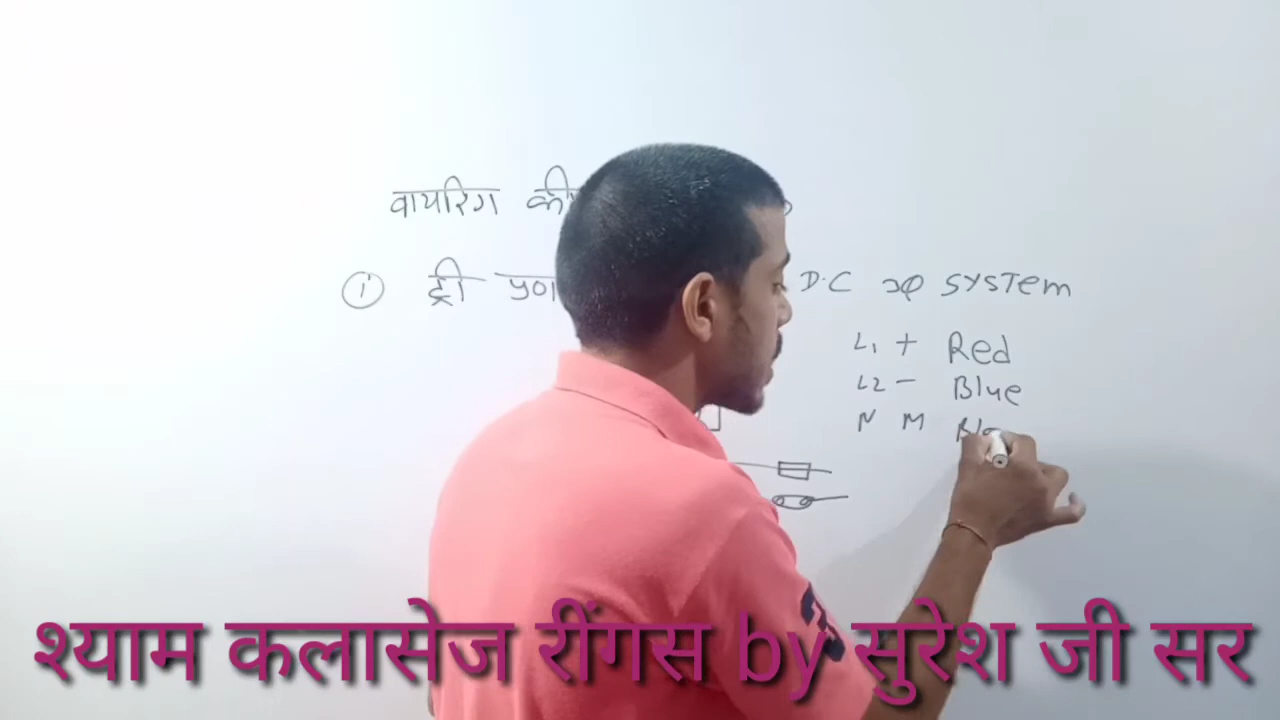 वायरिंग की
① ट्री
D.C 2φ SYSTEM
L1 + Red
L2 - Blue
N M
श्याम कलासेज रींगस by सुरेश जी सर